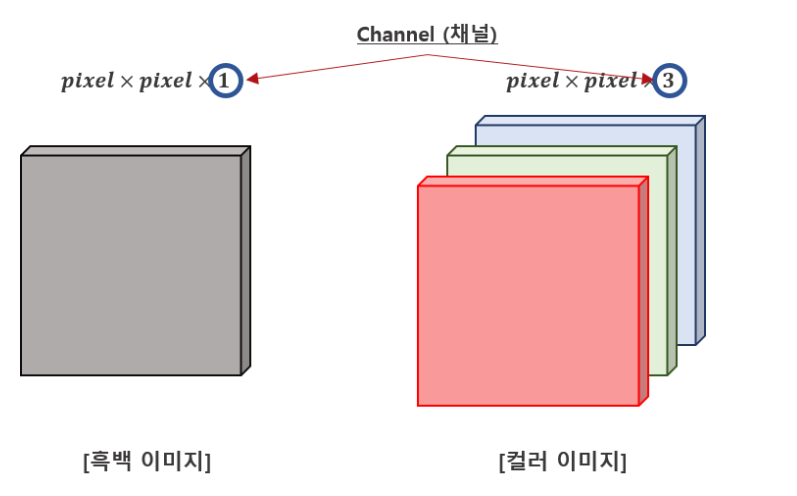 Channel (채널)
pixel × pixel × 1
pixel × pixel × 3
[흑백 이미지]
[컬러 이미지]